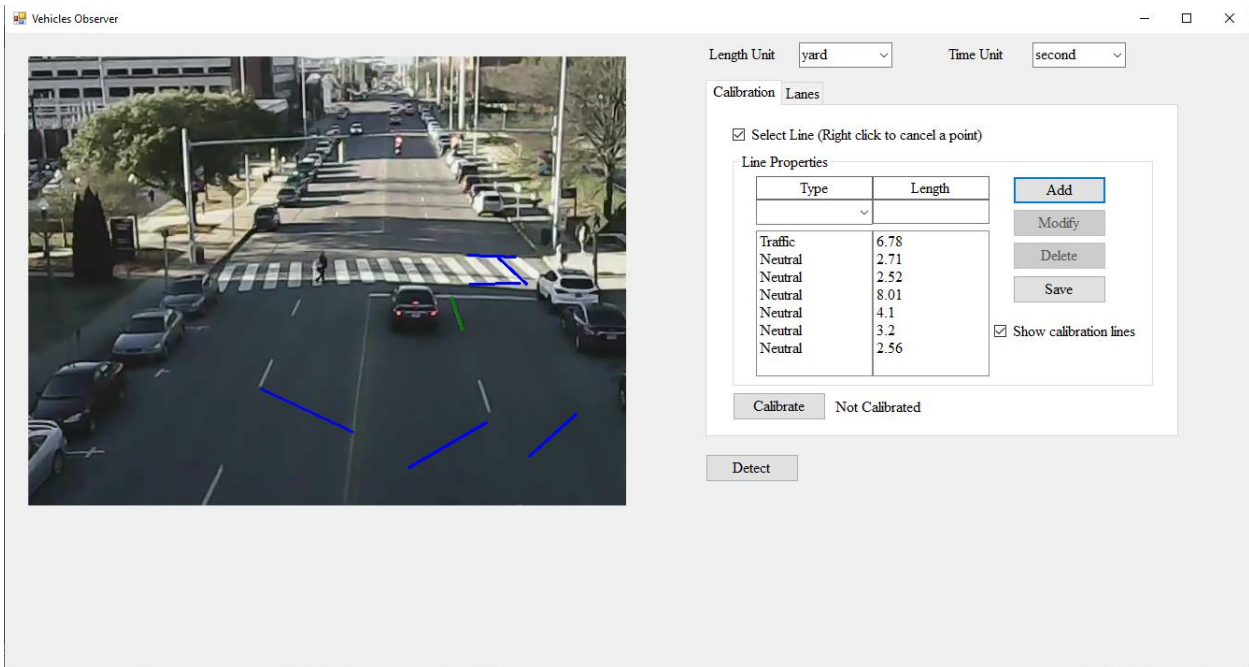 Vehicles Observer
Length Unit yard Time Unit second
Calibration Lanes
Select Line (Right click to cancel a point)
Line Properties
Type Length
Add
Modify
Delete
Save
Traffic 6.78
Neutral 2.71
Neutral 2.52
Neutral 8.01
Neutral 4.1
Neutral 3.2
Neutral 2.56
Show calibration lines
Calibrate Not Calibrated
Detect